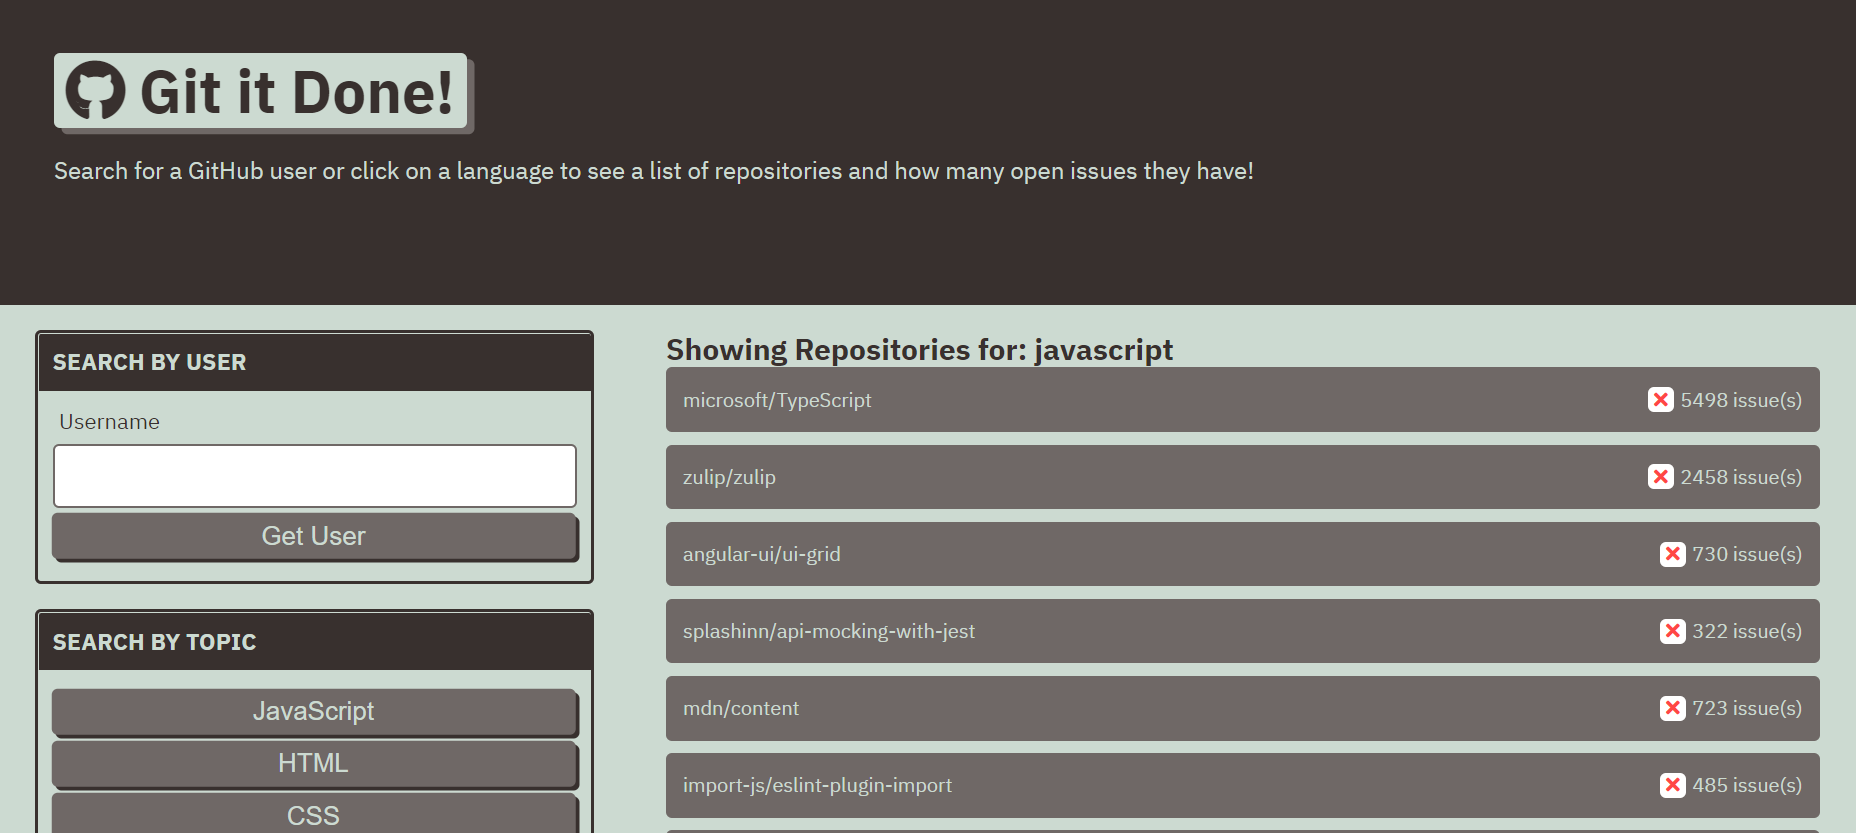 Git it Done!
Search for a GitHub user or click on a language to see a list of repositories and how many open issues they have!
SEARCH BY USER
Username
Get User
SEARCH BY TOPIC
JavaScript
HTML
CSS
Showing Repositories for: javascript
microsoft/TypeScript 5498 issue(s)
zulip/zulip 2458 issue(s)
angular-ui/ui-grid 730 issue(s)
splashinn/api-mocking-with-jest 322 issue(s)
mdn/content 723 issue(s)
import-js/eslint-plugin-import 485 issue(s)